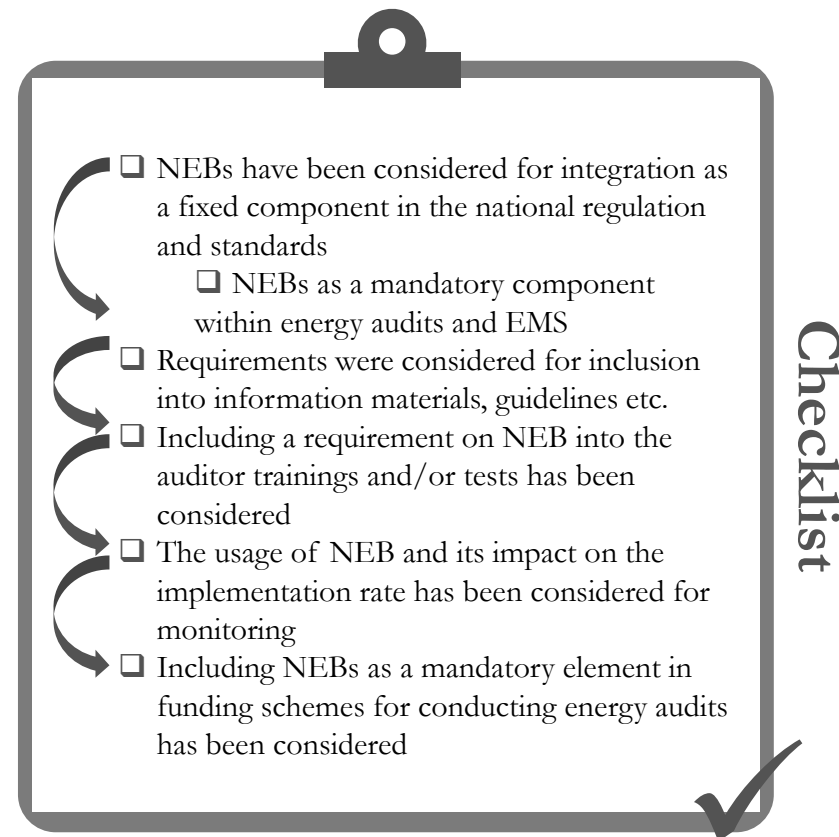 ❑ NEBs have been considered for integration as
a fixed component in the national regulation
and standards
❑ NEBs as a mandatory component
within energy audits and EMS
❑ Requirements were considered for inclusion
into information materials, guidelines etc.
❑ Including a requirement on NEB into the
auditor trainings and/or tests has been
considered
❑ The usage of NEB and its impact on the
implementation rate has been considered for
monitoring
❑ Including NEBs as a mandatory element in
funding schemes for conducting energy audits
has been considered
Checklist